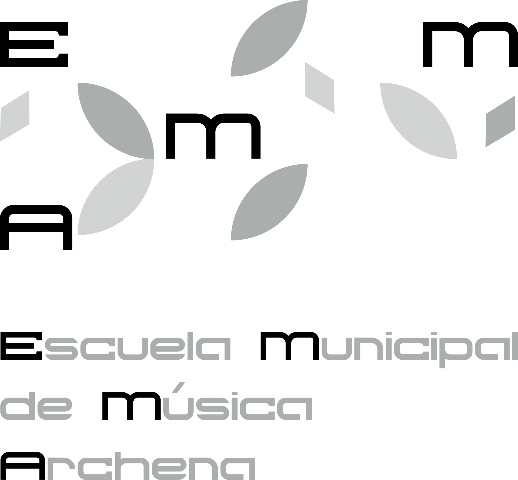 E m
m
A
Escuela Municipal
de Música
Archena